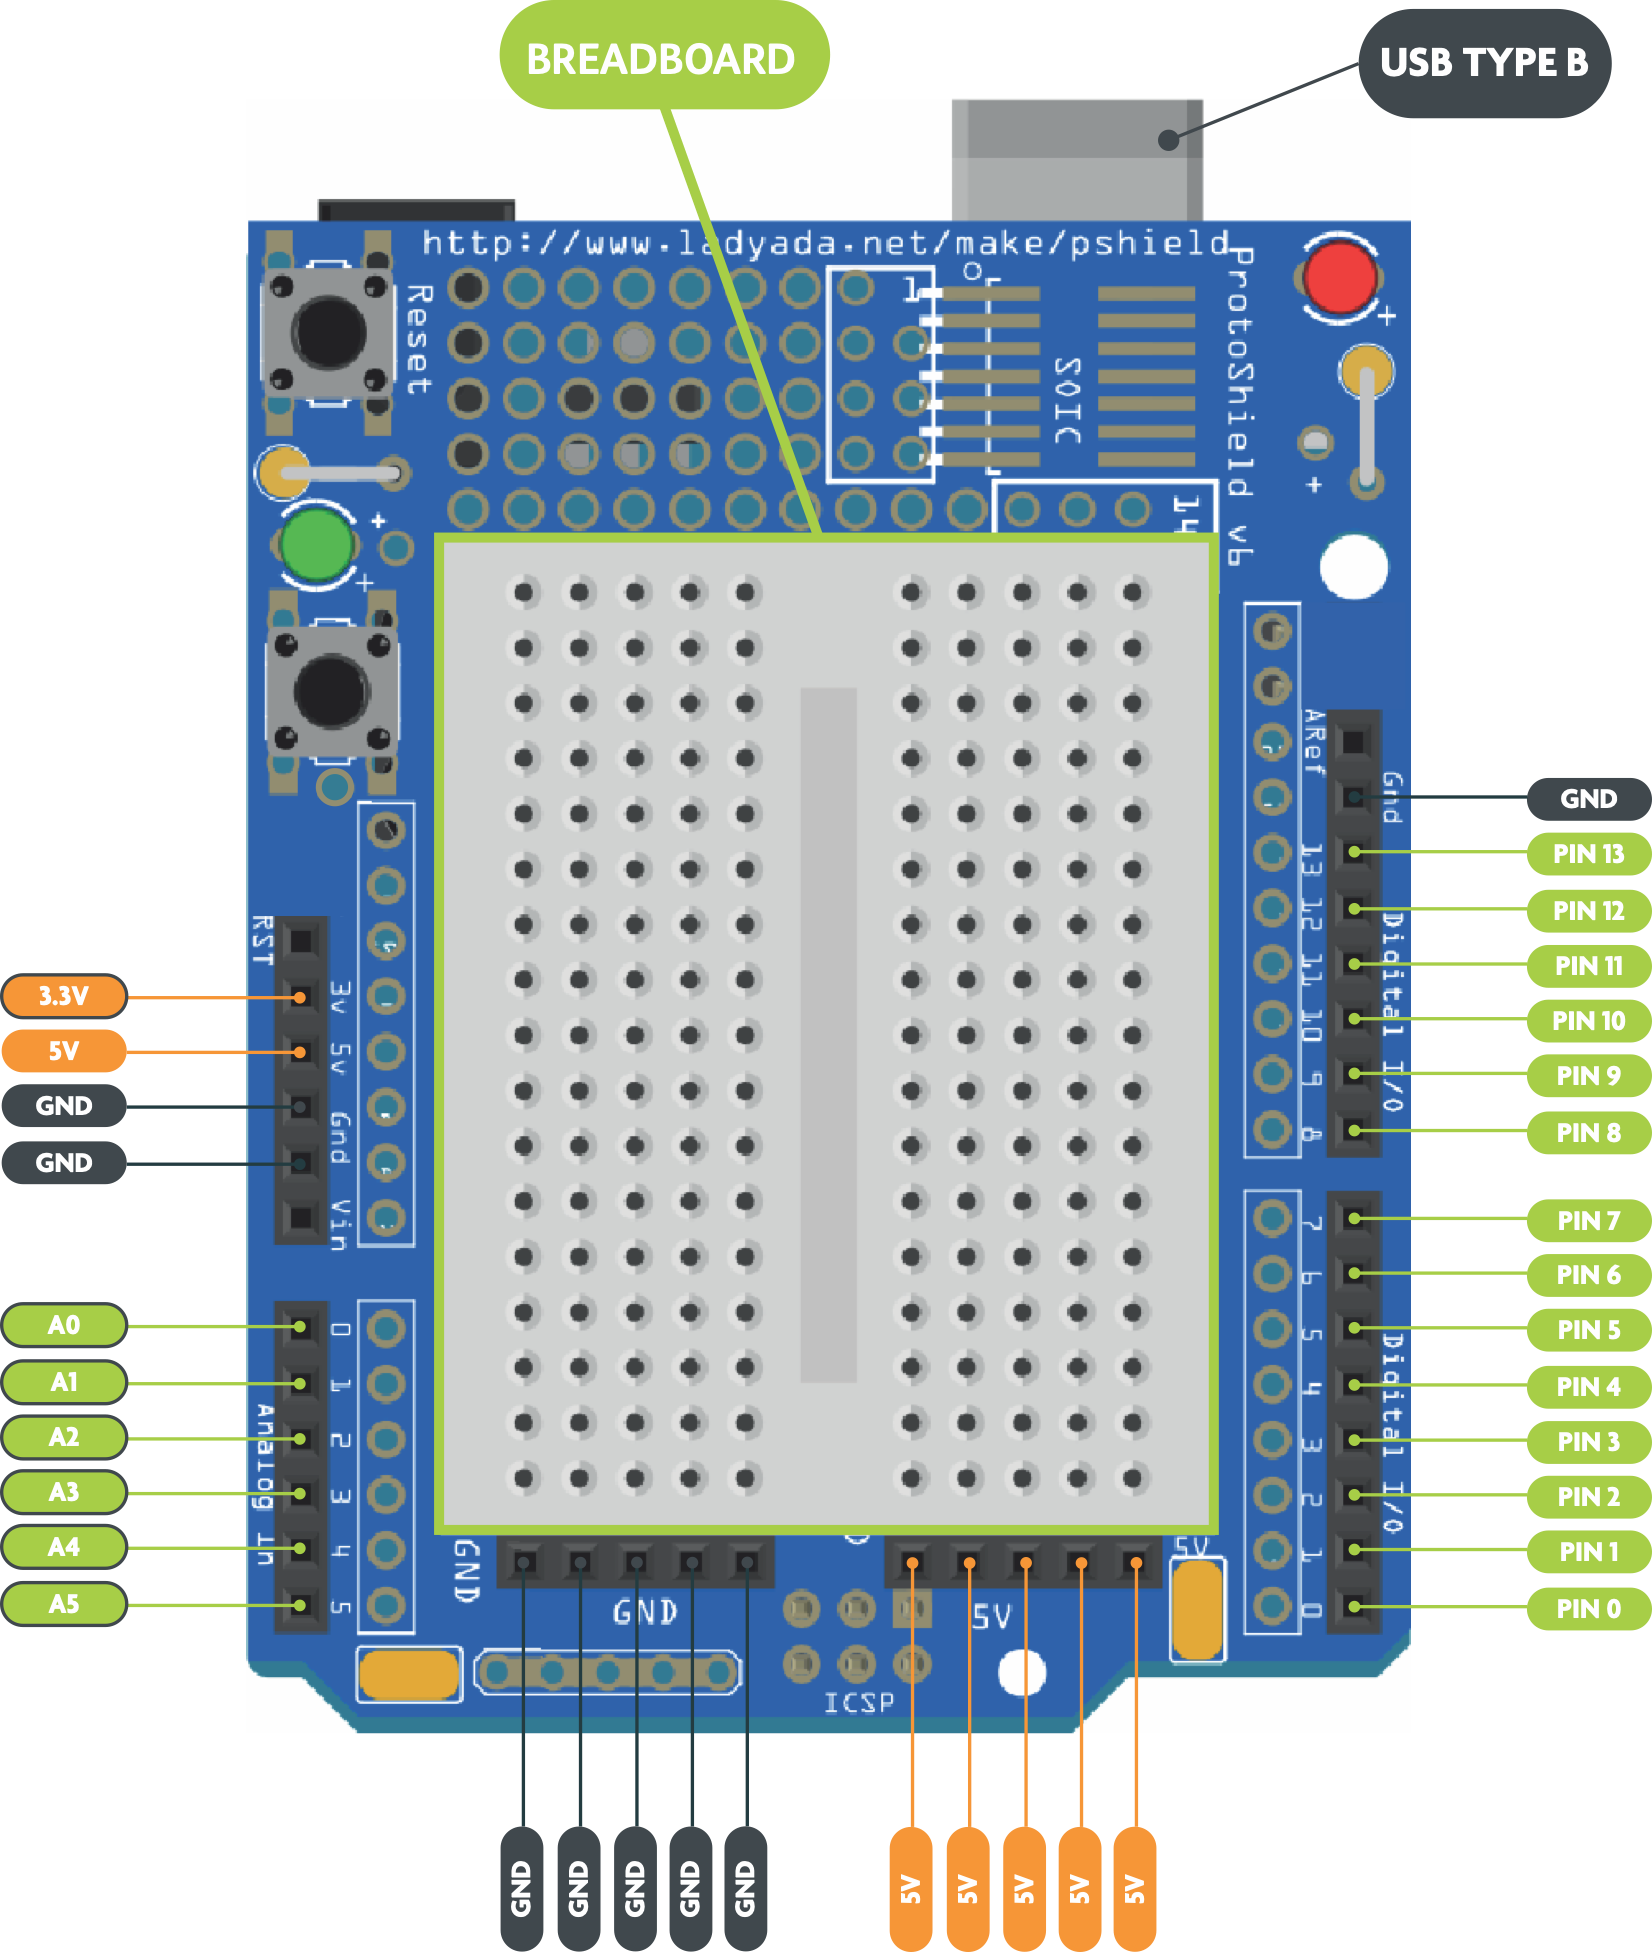 BREADBOARD
USB TYPE B
http://www.ladyada.net/make/pshield
Reset
1
SOIC
ProtoShield v6
+
+
+
+
14
ARef
Gnd
13
12
11
10
9
8
Digital I/O
GND
PIN 13
PIN 12
PIN 11
PIN 10
PIN 9
PIN 8
RST
3v
5v
Gnd
Vin
3.3V
5V
GND
GND
7
6
5
4
3
2
1
0
Digital I/O
PIN 7
PIN 6
PIN 5
PIN 4
PIN 3
PIN 2
PIN 1
PIN 0
A0
A1
A2
A3
A4
A5
0
1
2
3
4
5
Analog In
GND
GND
5V
5V
ICSP
GND
GND
GND
GND
GND
5V
5V
5V
5V
5V